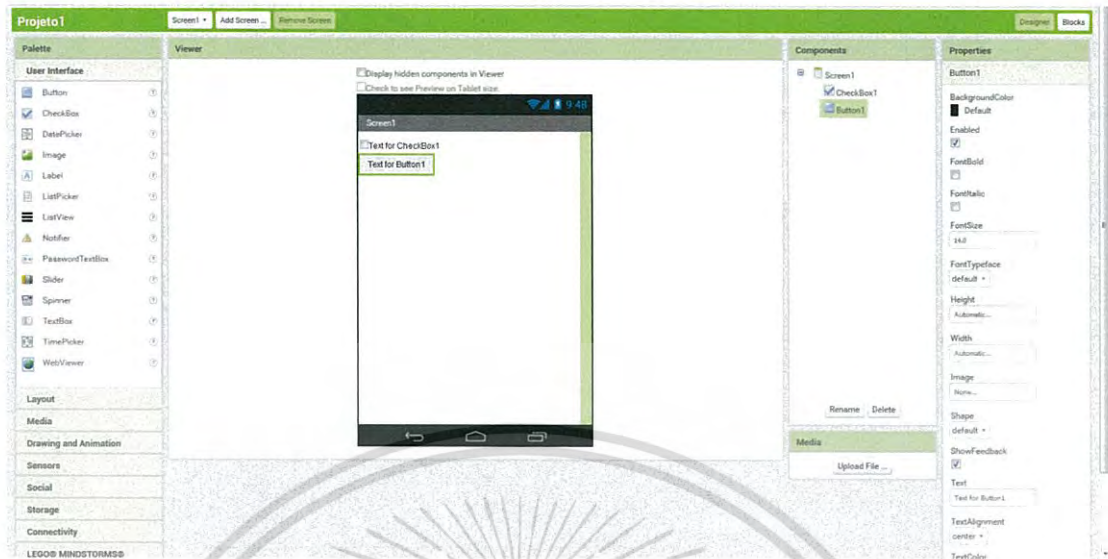 Projeto1
Screen1
Add Screen ...
Remove Screen
Designer
Blocks
Palette
User Interface
Button
CheckBox
DatePicker
Image
Label
ListPicker
ListView
Notifier
PasswordTextBox
Slider
Spinner
TextBox
TimePicker
WebViewer
Layout
Media
Drawing and Animation
Sensors
Social
Storage
Connectivity
LEGO® MINDSTORMS®
Viewer
Display hidden components in Viewer
Check to see Preview on Tablet size.
9:48
Screen1
Text for CheckBox1
Text for Button1
Components
Screen1
CheckBox1
Button1
Rename
Delete
Media
Upload File ...
Properties
Button1
BackgroundColor
Default
Enabled
FontBold
FontItalic
FontSize
14.0
FontTypeface
default
Height
Automatic...
Width
Automatic...
Image
None...
Shape
default
ShowFeedback
Text
Text for Button1
TextAlignment
center
TextColor